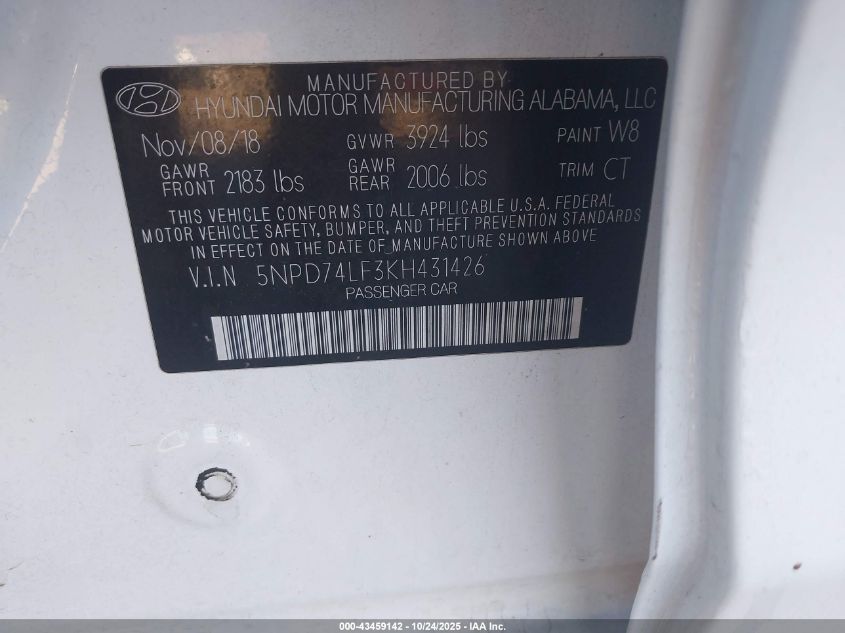 MANUFACTURED BY
HYUNDAI MOTOR MANUFACTURING ALABAMA, LLC
Nov/08/18 GVWR 3924 lbs PAINT W8
GAWR FRONT 2183 lbs GAWR REAR 2006 lbs TRIM CT
THIS VEHICLE CONFORMS TO ALL APPLICABLE U.S.A. FEDERAL
MOTOR VEHICLE SAFETY, BUMPER, AND THEFT PREVENTION STANDARDS
IN EFFECT ON THE DATE OF MANUFACTURE SHOWN ABOVE
V.I.N 5NPD74LF3KH431426
PASSENGER CAR
000-43459142 - 10/24/2025 - IAA Inc.